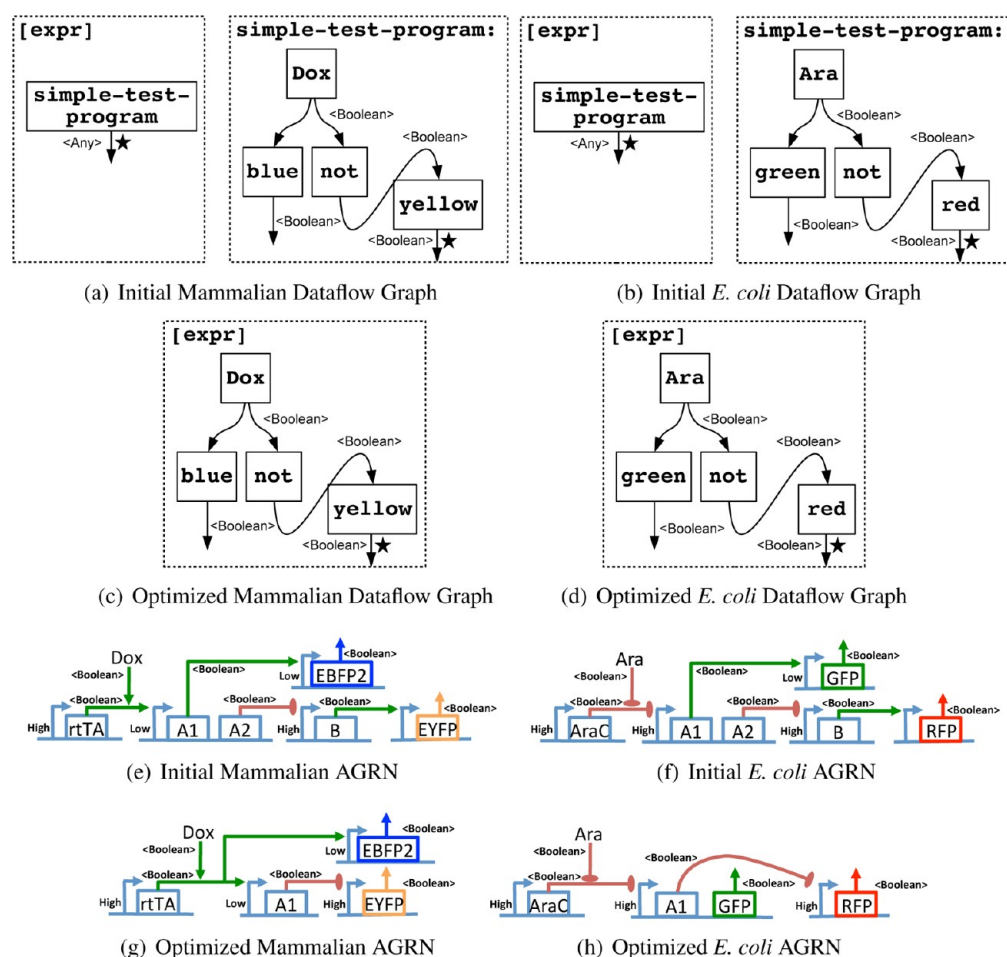 [expr]
simple-test-
program
<Any>
simple-test-program:
Dox
<Boolean>
<Boolean>
blue
not
yellow
<Boolean>
<Boolean>
(a) Initial Mammalian Dataflow Graph
[expr]
simple-test-
program
<Any>
simple-test-program:
Ara
<Boolean>
<Boolean>
green
not
red
<Boolean>
<Boolean>
(b) Initial E. coli Dataflow Graph
[expr]
Dox
<Boolean>
<Boolean>
blue
not
yellow
<Boolean>
<Boolean>
(c) Optimized Mammalian Dataflow Graph
[expr]
Ara
<Boolean>
<Boolean>
green
not
red
<Boolean>
<Boolean>
(d) Optimized E. coli Dataflow Graph
Dox
<Boolean>
<Boolean>
<Boolean>
<Boolean>
Low
EBFP2
<Boolean>
<Boolean>
<Boolean>
High
rtTA
Low
A1
A2
High
B
EYFP
(e) Initial Mammalian AGRN
Ara
<Boolean>
<Boolean>
<Boolean>
<Boolean>
Low
GFP
<Boolean>
<Boolean>
<Boolean>
High
AraC
High
A1
A2
High
B
RFP
(f) Initial E. coli AGRN
Dox
<Boolean>
<Boolean>
<Boolean>
Low
EBFP2
<Boolean>
<Boolean>
High
rtTA
Low
A1
High
EYFP
(g) Optimized Mammalian AGRN
Ara
<Boolean>
<Boolean>
<Boolean>
<Boolean>
High
AraC
High
A1
GFP
High
RFP
(h) Optimized E. coli AGRN